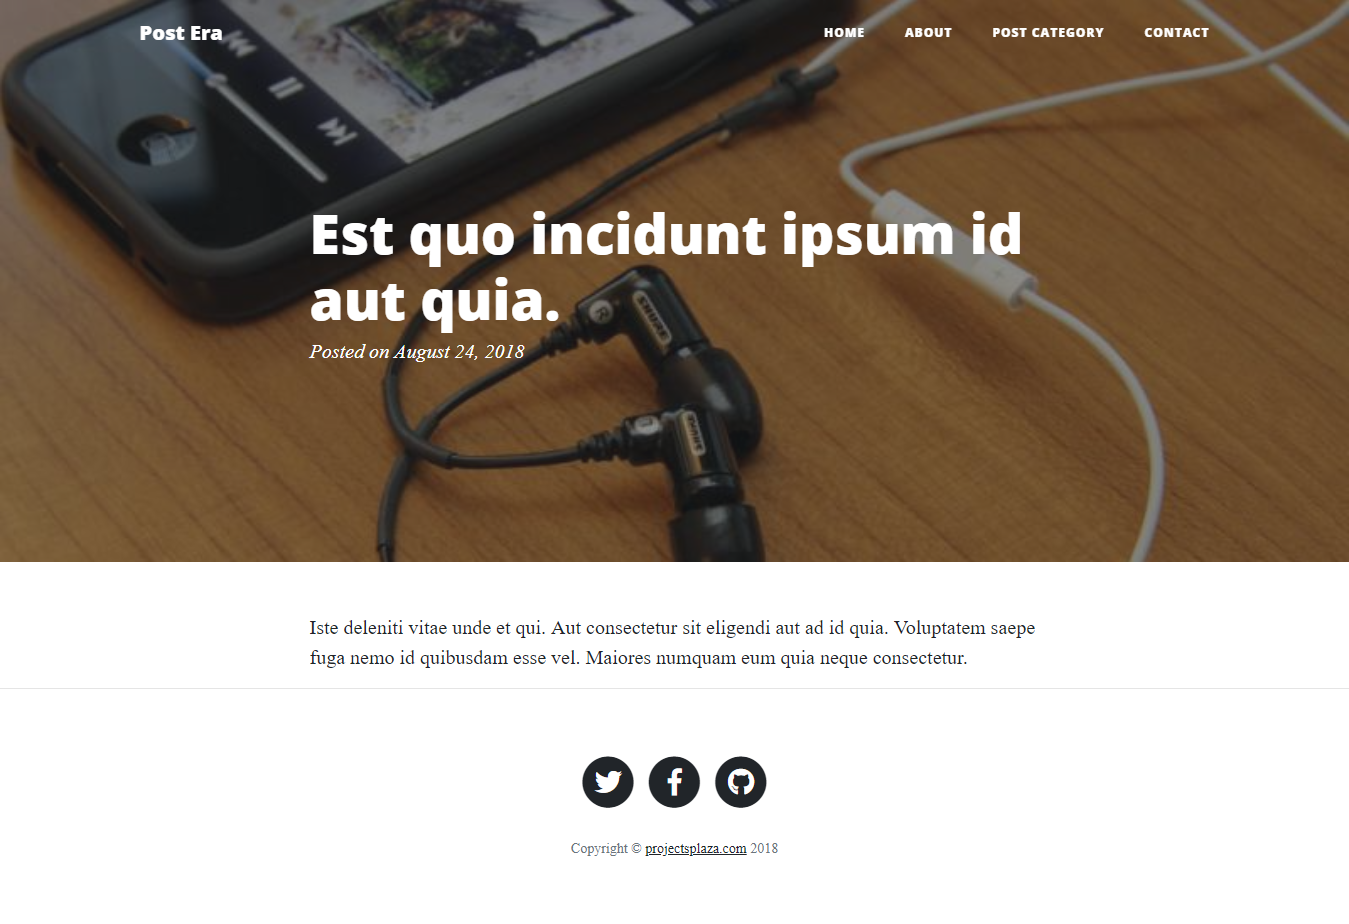 Post Era
HOME ABOUT POST CATEGORY CONTACT
Est quo incidunt ipsum id
aut quia.
Posted on August 24, 2018
R
SHURE
SHURE
Iste deleniti vitae unde et qui. Aut consectetur sit eligendi aut ad id quia. Voluptatem saepe
fuga nemo id quibusdam esse vel. Maiores numquam eum quia neque consectetur.
Copyright © projectsplaza.com 2018